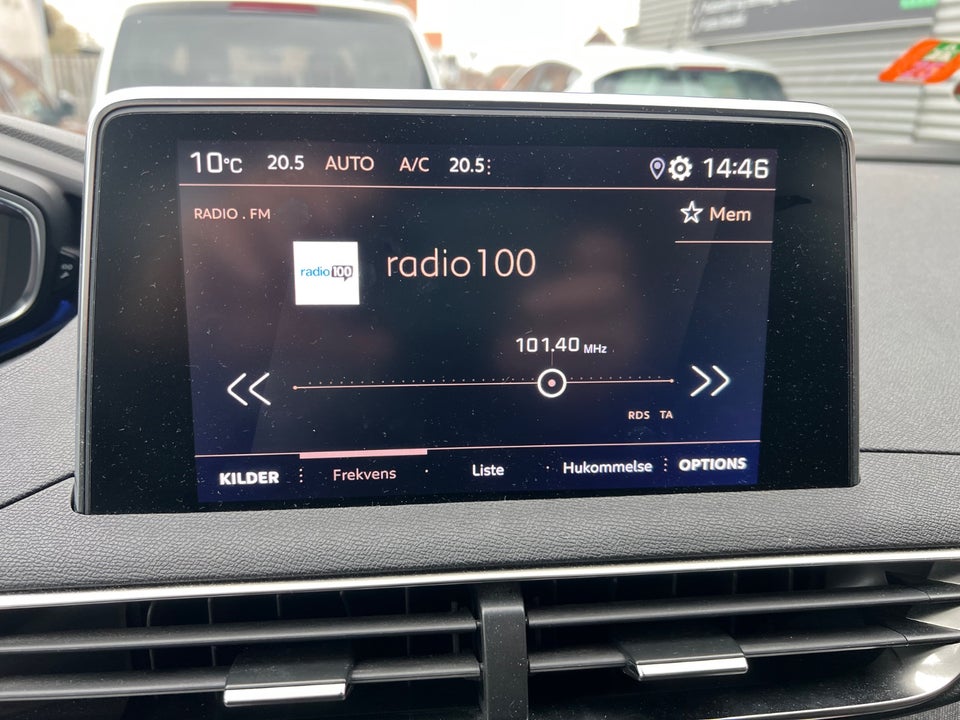 10°C 20.5 AUTO A/C 20.5 14:46
RADIO . FM
Mem
radio100
radio100
101.40 MHz
RDS TA
KILDER Frekvens Liste Hukommelse OPTIONS